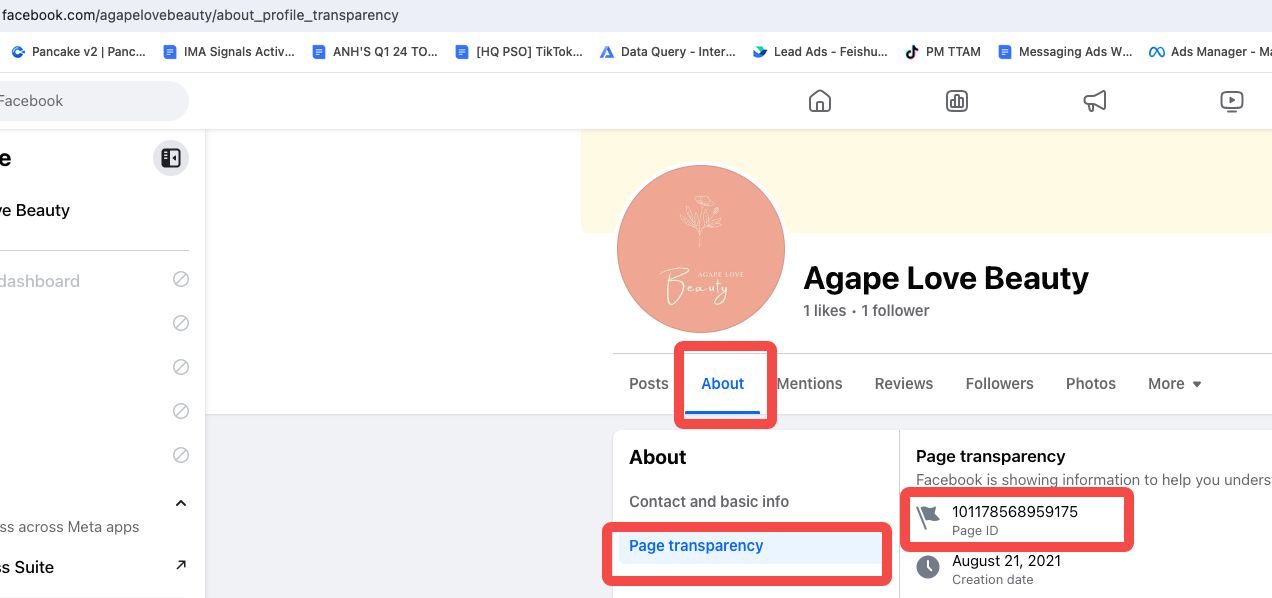 facebook.com/agapelovebeauty/about_profile_transparency
Pancake v2 | Panc... IMA Signals Activ... ANH'S Q1 24 TO... [HQ PSO] TikTok... Data Query - Inter... Lead Ads - Feishu... PM TTAM Messaging Ads W... Ads Manager - Ma
Facebook
e
ve Beauty
dashboard
ss across Meta apps
ss Suite
AGAPE LOVE
Beauty
Agape Love Beauty
1 likes • 1 follower
Posts About Mentions Reviews Followers Photos More
About
Contact and basic info
Page transparency
Page transparency
Facebook is showing information to help you unders
101178568959175
Page ID
August 21, 2021
Creation date